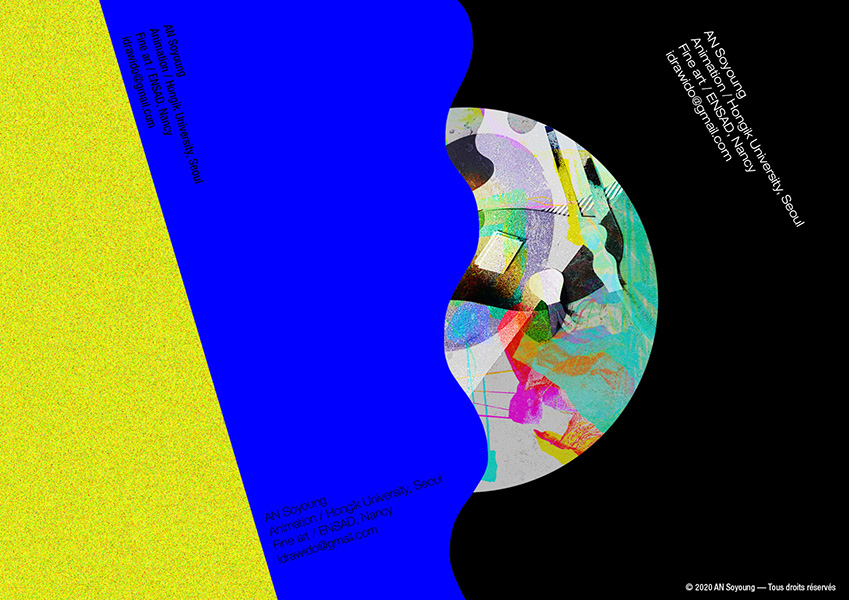 AN Soyoung
Animation / Hongik University, Seoul
Fine art / ENSAD, Nancy
idrawido@gmail.com
AN Soyoung
Animation / Hongik University, Seoul
Fine art / ENSAD, Nancy
idrawido@gmail.com
AN Soyoung
Animation / Hongik University, Seoul
Fine art / ENSAD, Nancy
idrawido@gmail.com
© 2020 AN Soyoung — Tous droits réservés